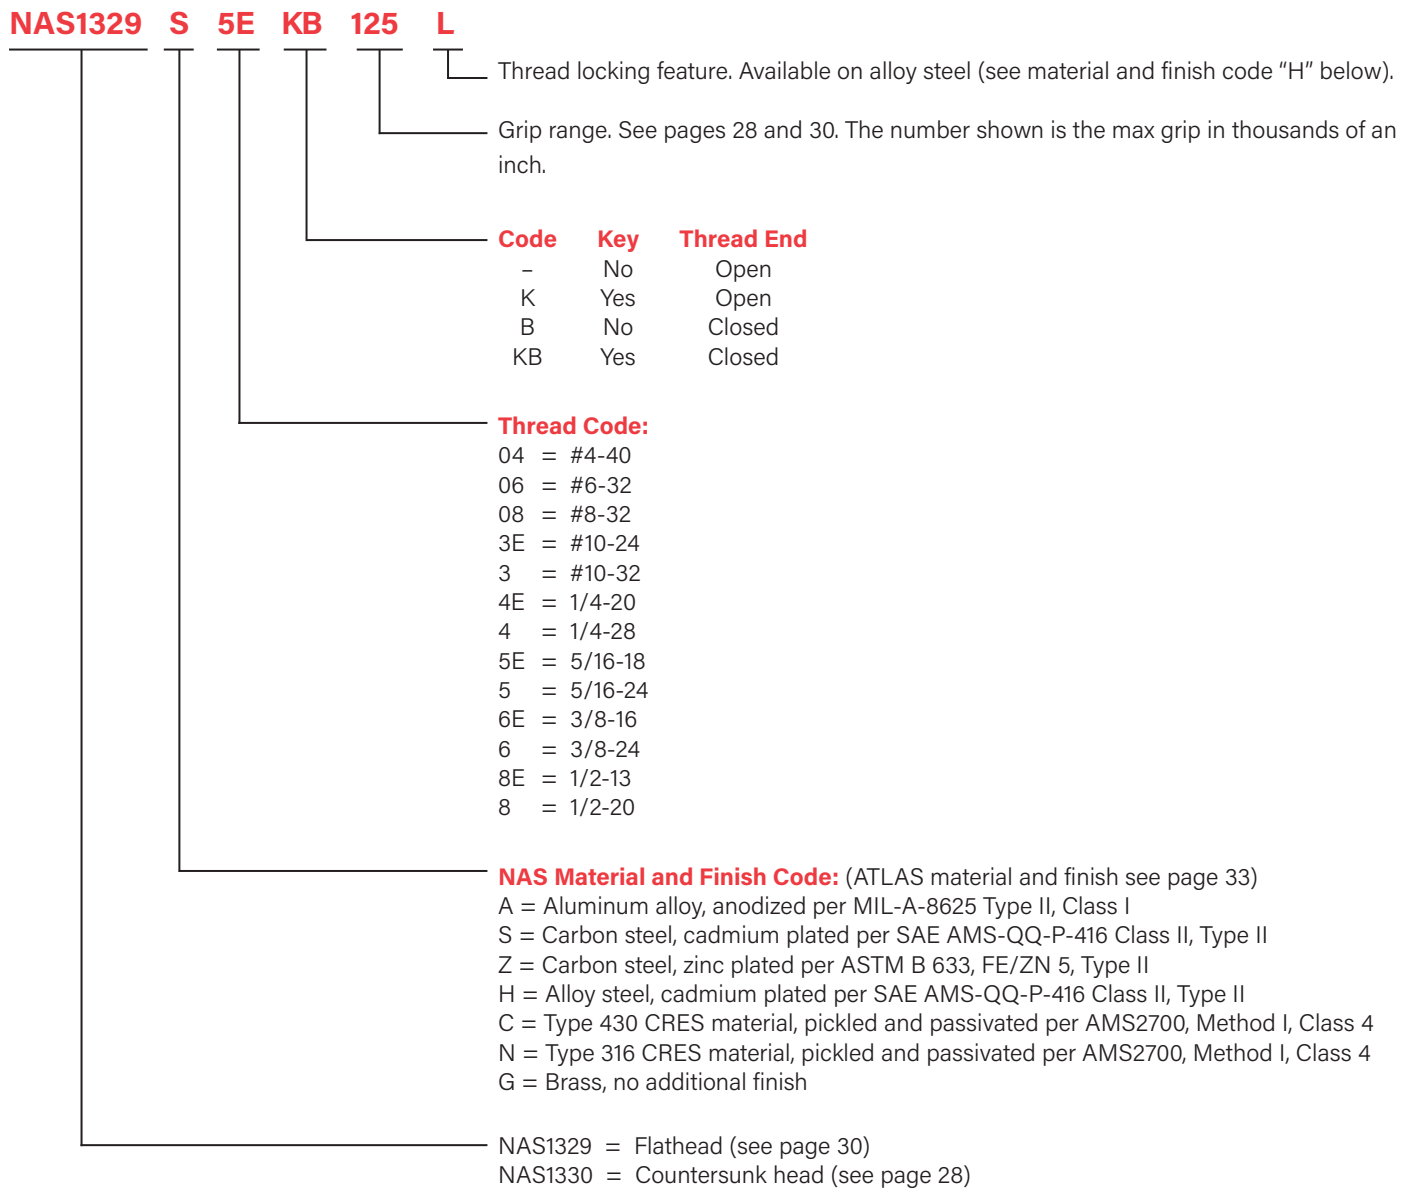 NAS1329 S 5E KB 125 L
Thread locking feature. Available on alloy steel (see material and finish code “H” below).
Grip range. See pages 28 and 30. The number shown is the max grip in thousands of an
inch.
Code Key Thread End
– No Open
K Yes Open
B No Closed
KB Yes Closed
Thread Code:
04 = #4-40
06 = #6-32
08 = #8-32
3E = #10-24
3 = #10-32
4E = 1/4-20
4 = 1/4-28
5E = 5/16-18
5 = 5/16-24
6E = 3/8-16
6 = 3/8-24
8E = 1/2-13
8 = 1/2-20
NAS Material and Finish Code: (ATLAS material and finish see page 33)
A = Aluminum alloy, anodized per MIL-A-8625 Type II, Class I
S = Carbon steel, cadmium plated per SAE AMS-QQ-P-416 Class II, Type II
Z = Carbon steel, zinc plated per ASTM B 633, FE/ZN 5, Type II
H = Alloy steel, cadmium plated per SAE AMS-QQ-P-416 Class II, Type II
C = Type 430 CRES material, pickled and passivated per AMS2700, Method I, Class 4
N = Type 316 CRES material, pickled and passivated per AMS2700, Method I, Class 4
G = Brass, no additional finish
NAS1329 = Flathead (see page 30)
NAS1330 = Countersunk head (see page 28)